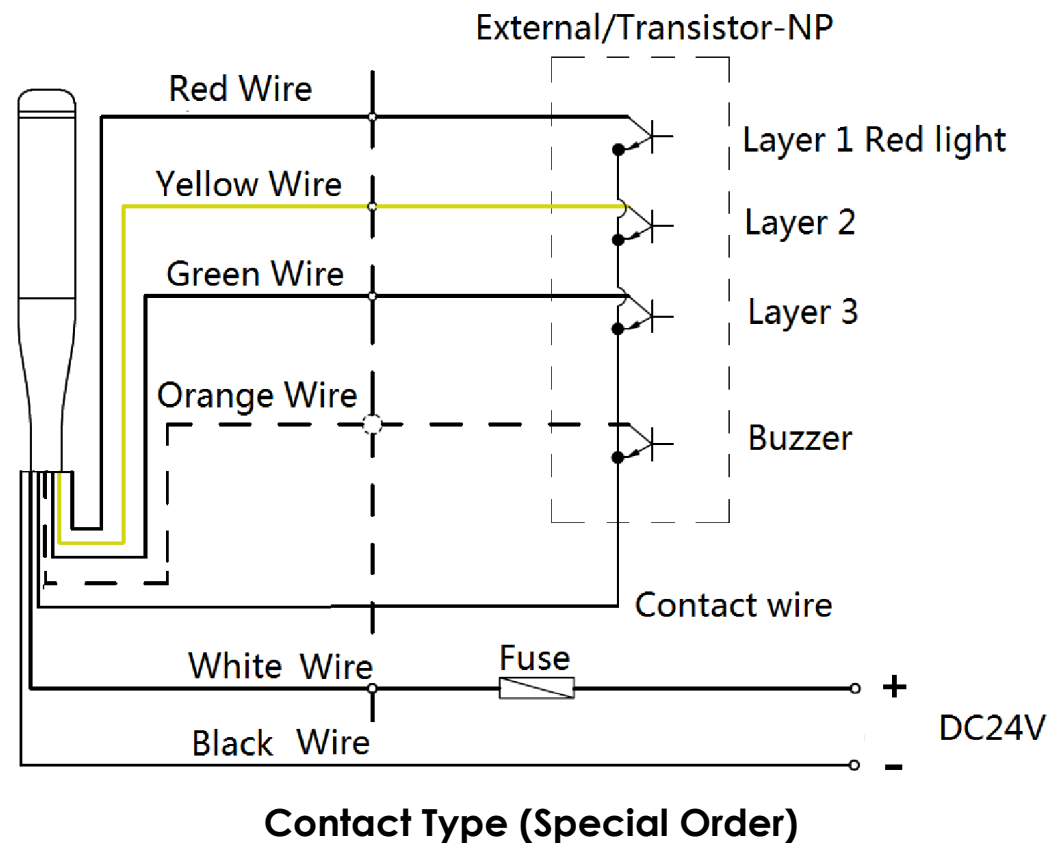 External/Transistor-NP
Red Wire
Layer 1 Red light
Yellow Wire
Layer 2
Green Wire
Layer 3
Orange Wire
Buzzer
Contact wire
White Wire
Fuse
+
DC24V
Black Wire
-
Contact Type (Special Order)